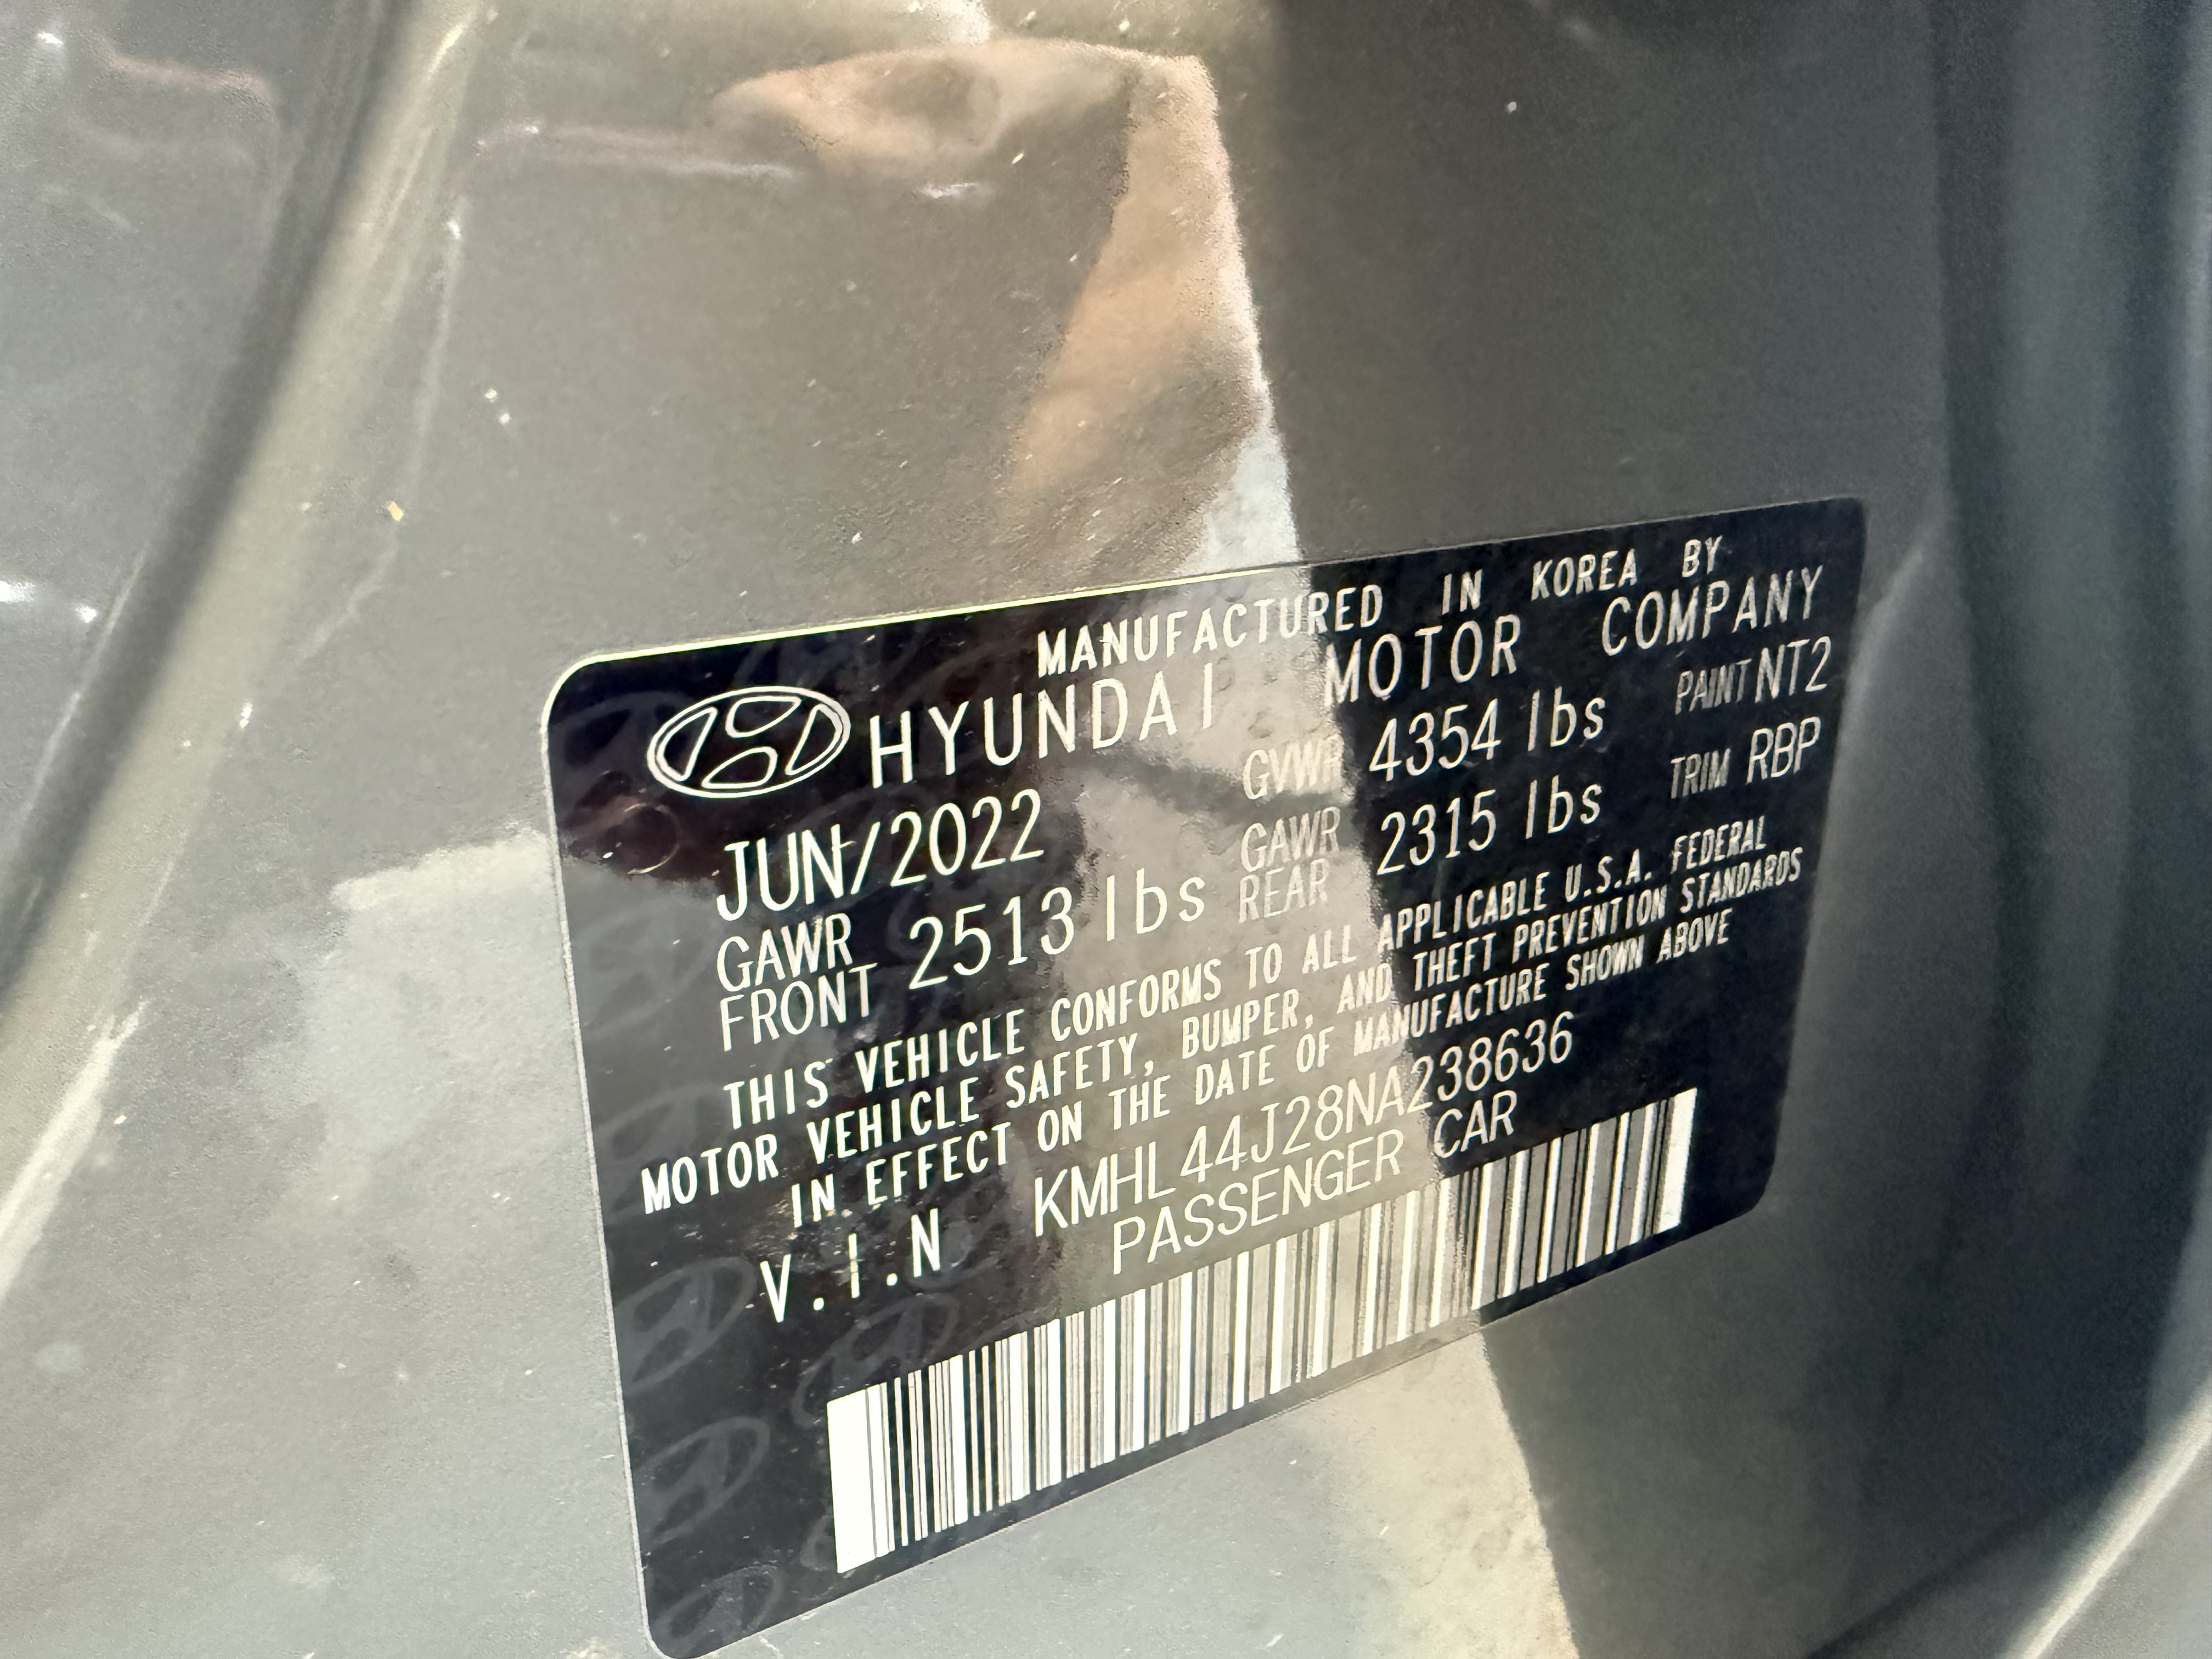 MANUFACTURED IN KOREA BY
HYUNDAI MOTOR COMPANY
JUN/2022 GVWR 4354 lbs PAINT NT2
GAWR FRONT 2513 lbs GAWR REAR 2315 lbs TRIM RBP
THIS VEHICLE CONFORMS TO ALL APPLICABLE U.S.A. FEDERAL
MOTOR VEHICLE SAFETY, BUMPER, AND THEFT PREVENTION STANDARDS
IN EFFECT ON THE DATE OF MANUFACTURE SHOWN ABOVE
V.I.N KMHL44J28NA238636
PASSENGER CAR